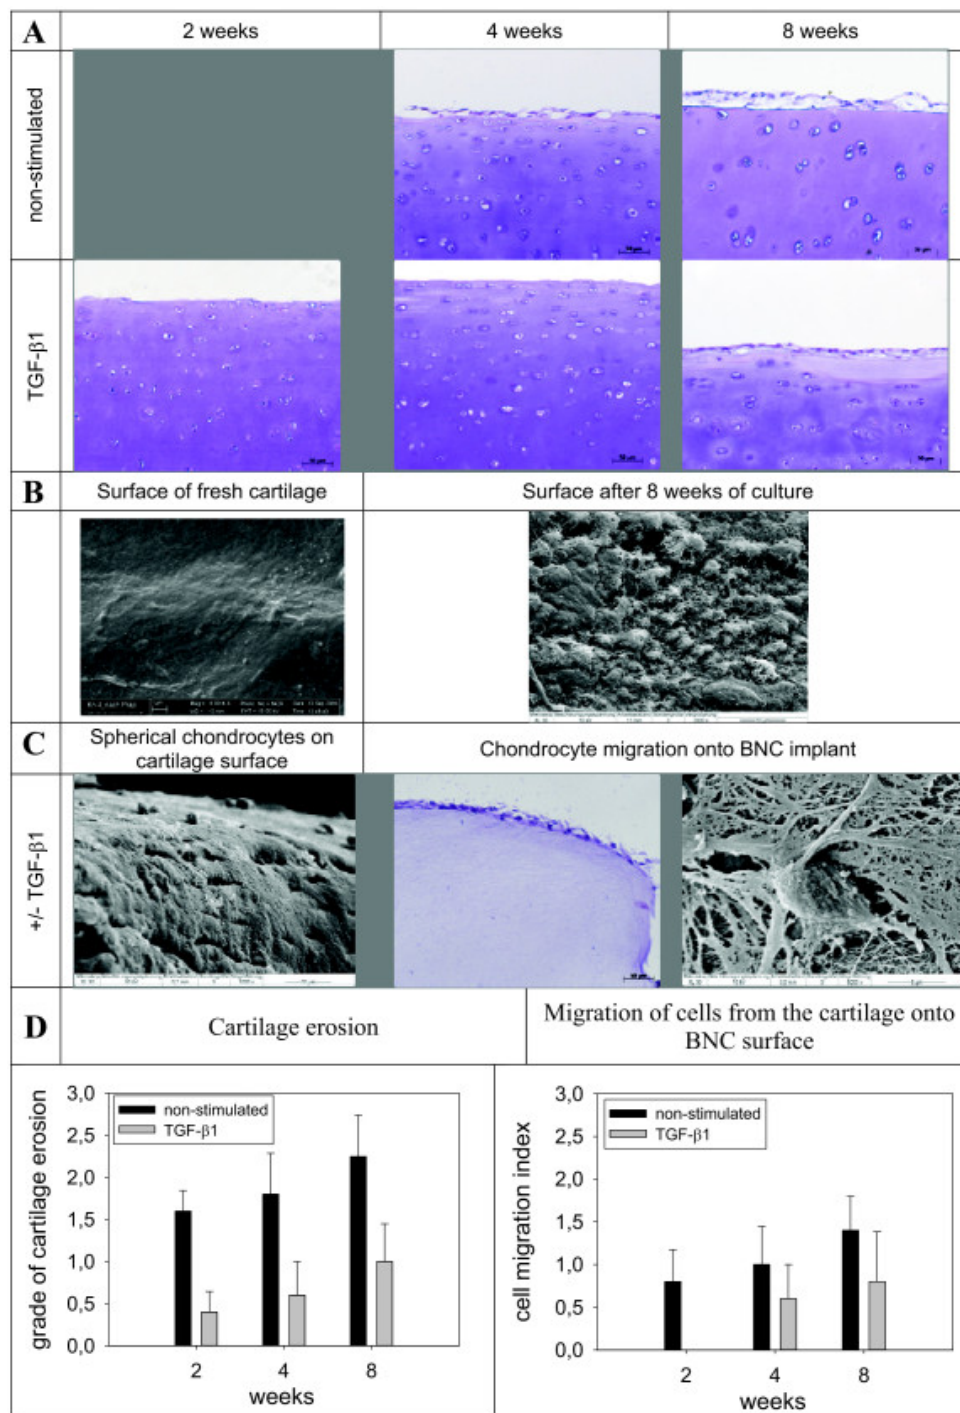 A
2 weeks
4 weeks
8 weeks
non-stimulated
TGF-β1
B
Surface of fresh cartilage
Surface after 8 weeks of culture
C
Spherical chondrocytes on
cartilage surface
Chondrocyte migration onto BNC implant
+/- TGF-β1
D
Cartilage erosion
Migration of cells from the cartilage onto
BNC surface
grade of cartilage erosion
3,0
2,5
2,0
1,5
1,0
0,5
0,0
non-stimulated
TGF-β1
2
4
8
weeks
cell migration index
3,0
2,5
2,0
1,5
1,0
0,5
0,0
non-stimulated
TGF-β1
2
4
8
weeks